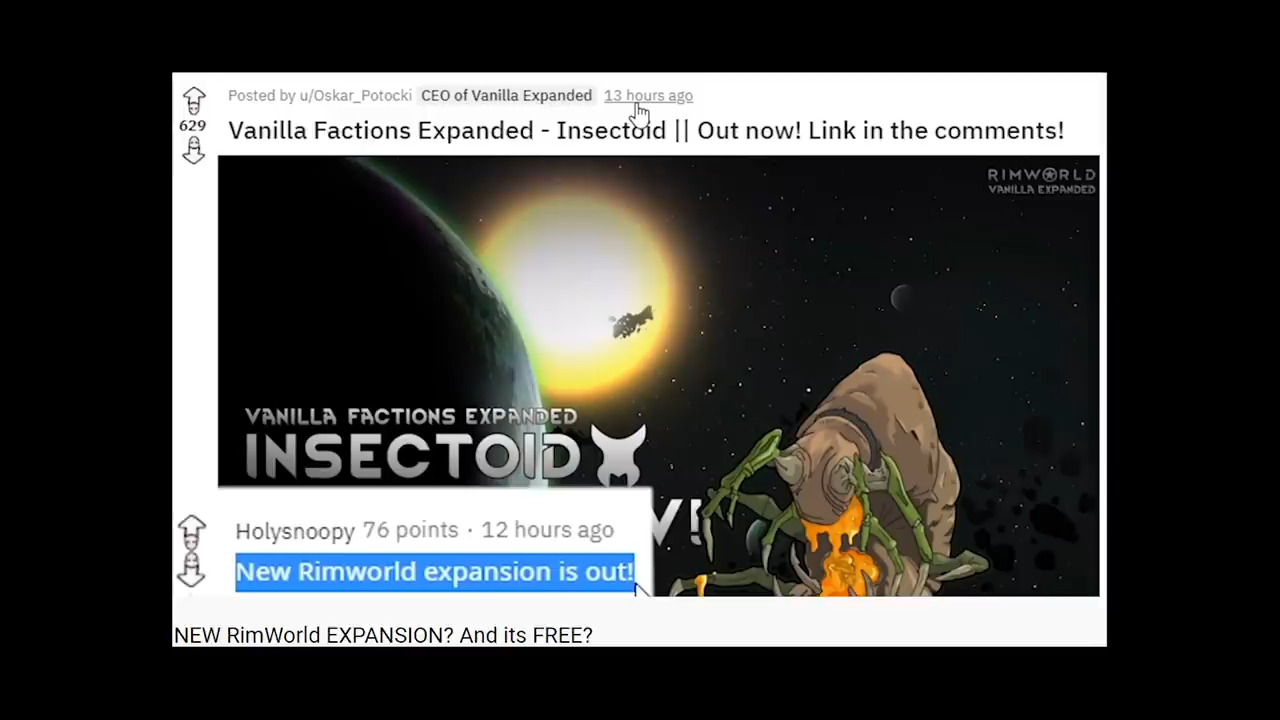 Posted by u/Oskar_Potocki CEO of Vanilla Expanded 13 hours ago
629
Vanilla Factions Expanded - Insectoid || Out now! Link in the comments!
RIMWORLD
VANILLA EXPANDED
VANILLA FACTIONS EXPANDED
INSECTOID
V!
Holysnoopy 76 points · 12 hours ago
New Rimworld expansion is out!
NEW RimWorld EXPANSION? And its FREE?